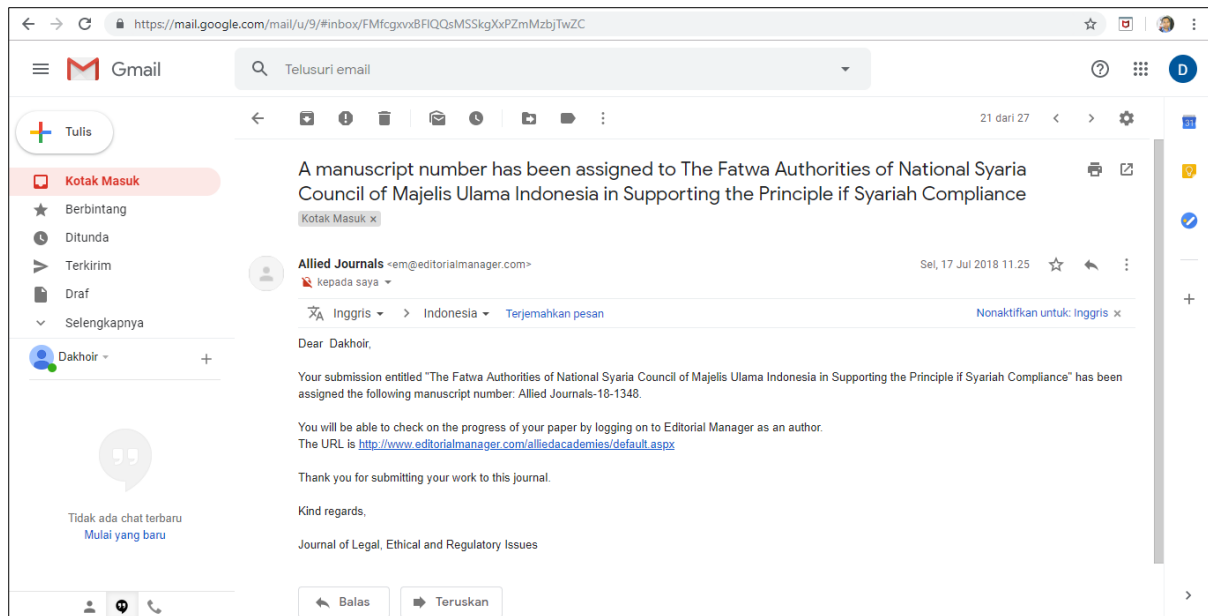 https://mail.google.com/mail/u/9/#inbox/FMfcgxvxBFlQQsMSSkgXxPZmMzbjTwZC
Gmail
Telusuri email
D
Tulis
21 dari 27
31
Kotak Masuk
Berbintang
Ditunda
Terkirim
Draf
Selengkapnya
Dakhoir
Tidak ada chat terbaru
Mulai yang baru
A manuscript number has been assigned to The Fatwa Authorities of National Syaria
Council of Majelis Ulama Indonesia in Supporting the Principle if Syariah Compliance
Kotak Masuk x
Allied Journals <em@editorialmanager.com>
Sel, 17 Jul 2018 11.25
kepada saya
Inggris > Indonesia Terjemahkan pesan
Nonaktifkan untuk: Inggris x
Dear Dakhoir,
Your submission entitled "The Fatwa Authorities of National Syaria Council of Majelis Ulama Indonesia in Supporting the Principle if Syariah Compliance" has been
assigned the following manuscript number: Allied Journals-18-1348.
You will be able to check on the progress of your paper by logging on to Editorial Manager as an author.
The URL is http://www.editorialmanager.com/alliedacademies/default.aspx
Thank you for submitting your work to this journal.
Kind regards,
Journal of Legal, Ethical and Regulatory Issues
Balas
Teruskan